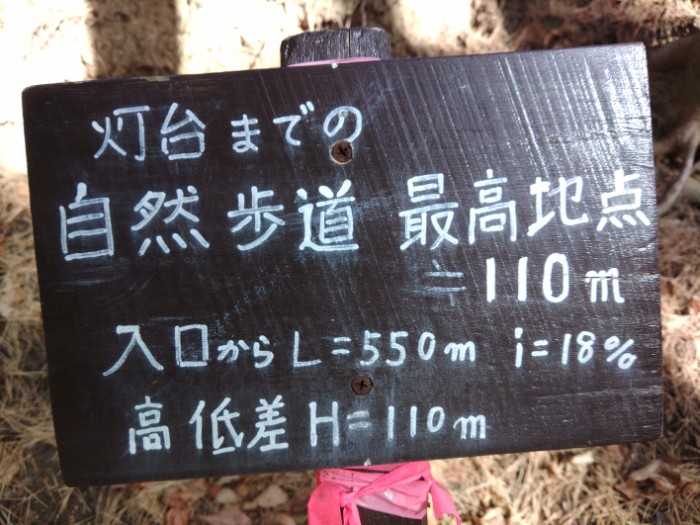 灯台までの
自然歩道 最高地点
≒110m
入口からL=550m i=18%
高低差H=110m